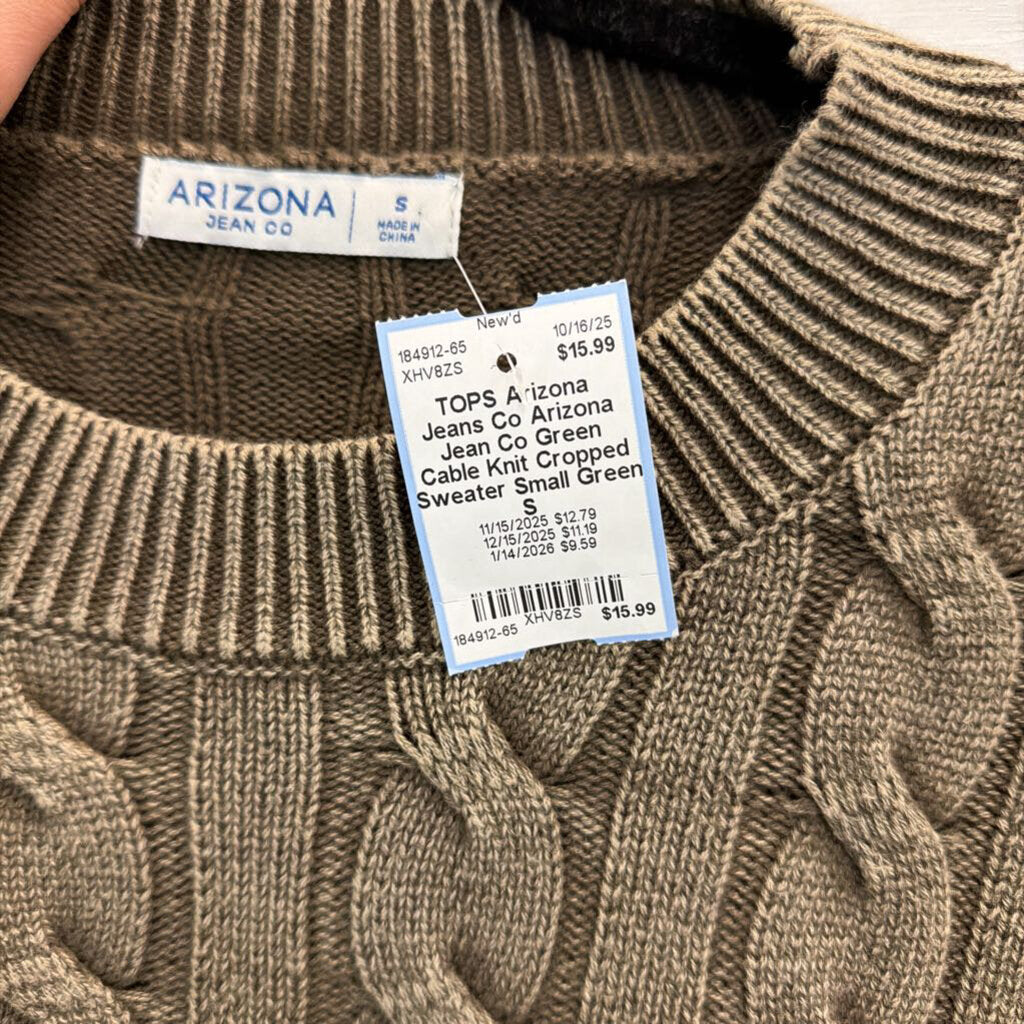 ARIZONA
JEAN CO
S
MADE IN
CHINA
New'd
184912-65
10/16/25
XHV8ZS
$15.99
TOPS Arizona
Jeans Co Arizona
Jean Co Green
Cable Knit Cropped
Sweater Small Green
S
11/15/2025 $12.79
12/15/2025 $11.19
1/14/2026 $9.59
184912-65 XHV8ZS $15.99